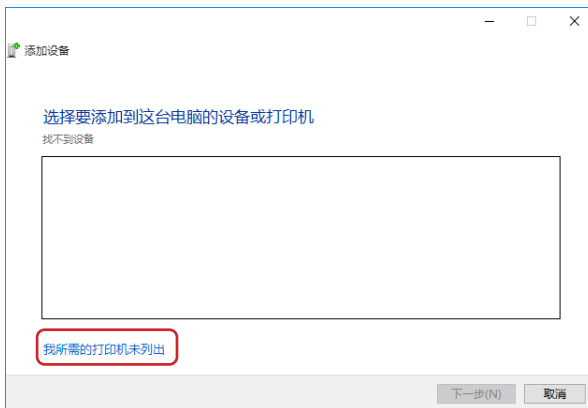 添加设备
选择要添加到这台电脑的设备或打印机
找不到设备
我所需的打印机未列出
下一步(N)
取消